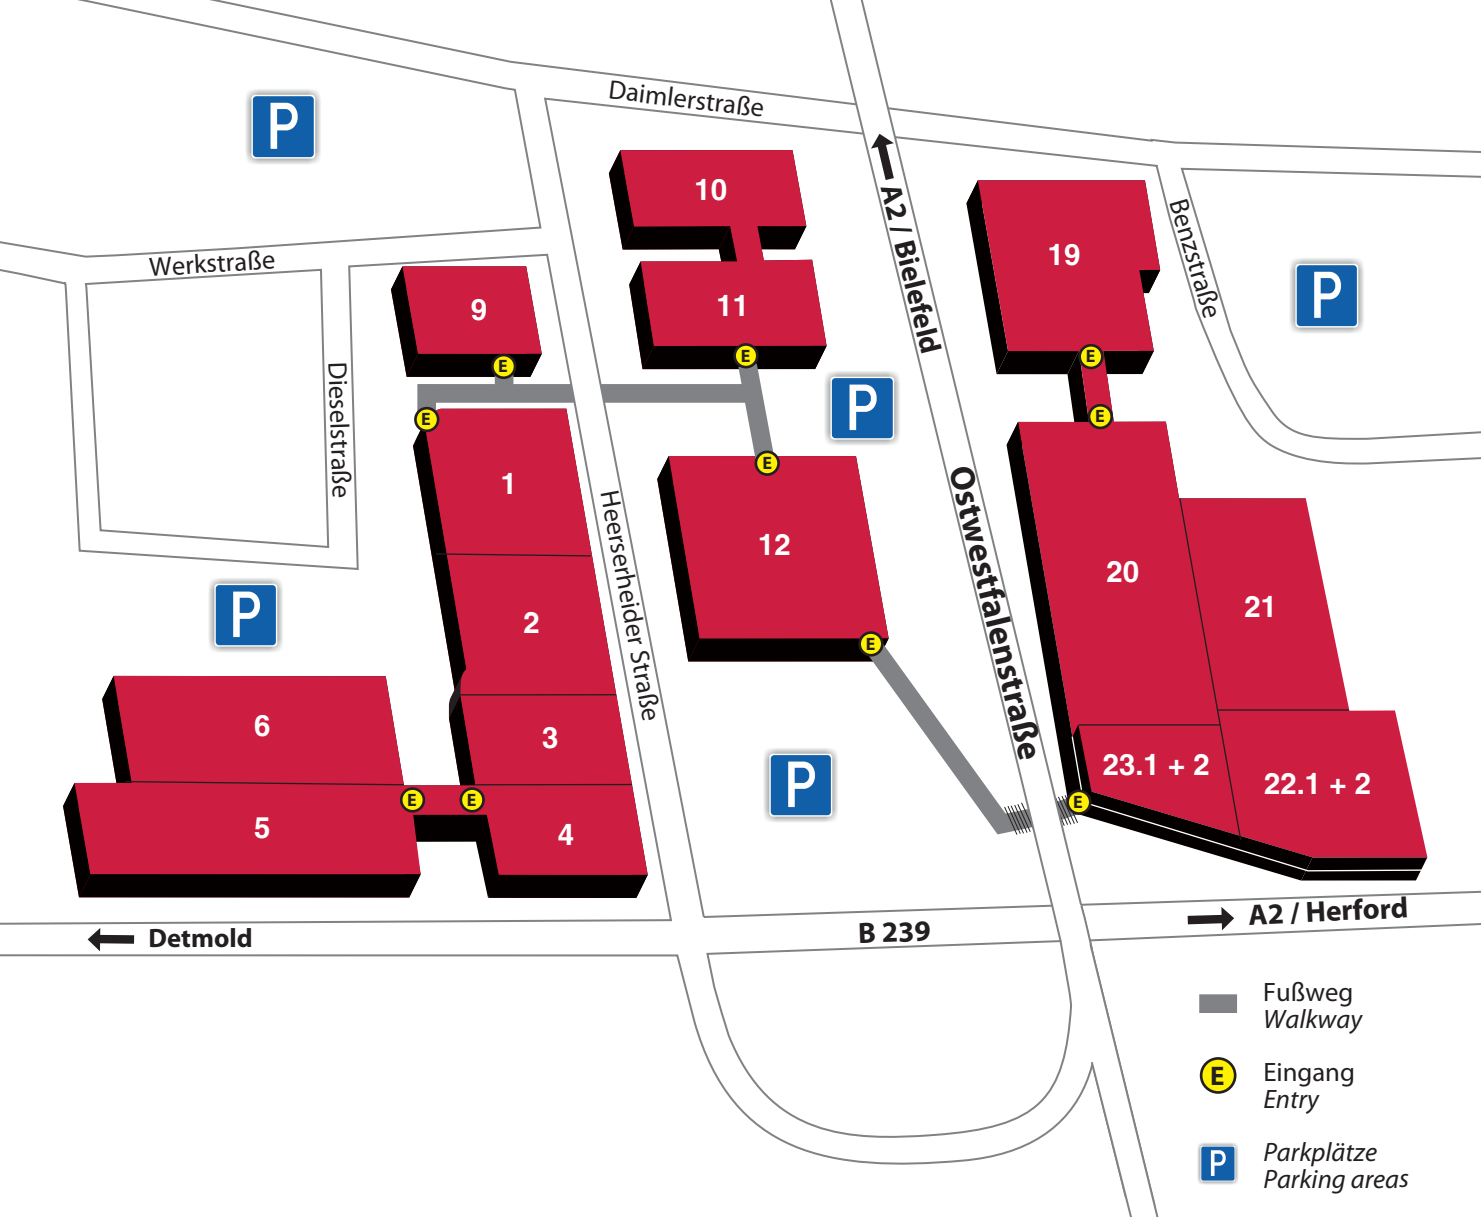 Daimlerstraße
P
10
A2 / Bielefeld
19
Benzstraße
Werkstraße
9
E
11
E
P
E
Dieselstraße
E
P
E
1
E
12
Heerserheider Straße
Ostwestfalenstraße
20
21
2
P
E
6
3
P
23.1 + 2
22.1 + 2
E
E
E
5
4
Detmold
B 239
A2 / Herford
Fußweg
Walkway
E
Eingang
Entry
P
Parkplätze
Parking areas